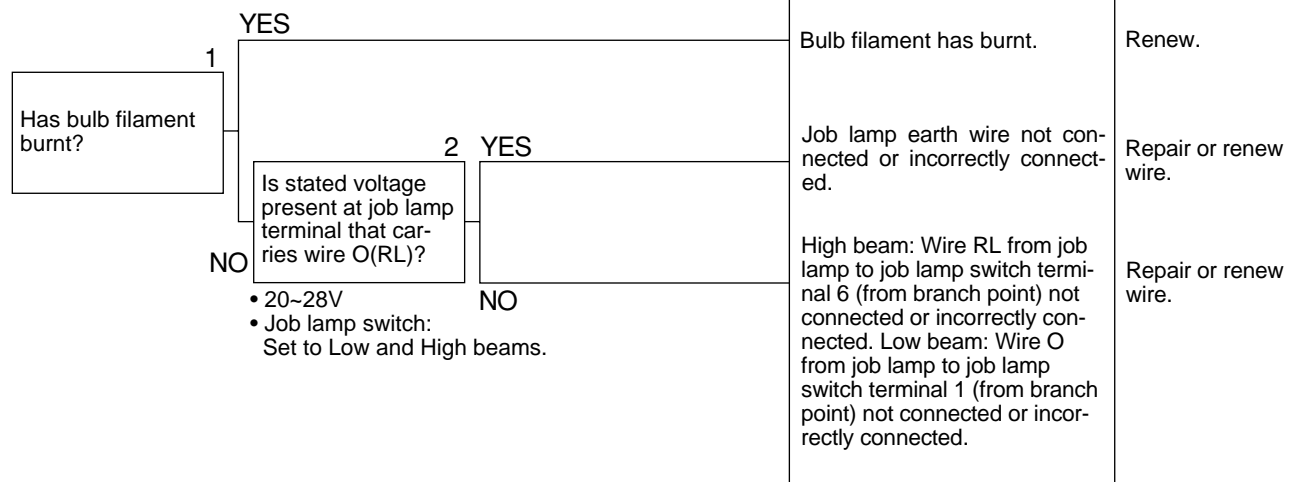 YES
1
Has bulb filament
burnt?
Bulb filament has burnt.
Renew.
2
YES
Is stated voltage
present at job lamp
terminal that car-
ries wire O(RL)?
NO
• 20~28V
• Job lamp switch:
Set to Low and High beams.
NO
Job lamp earth wire not con-
nected or incorrectly connect-
ed.
Repair or renew
wire.
High beam: Wire RL from job
lamp to job lamp switch termi-
nal 6 (from branch point) not
connected or incorrectly con-
nected. Low beam: Wire O
from job lamp to job lamp
switch terminal 1 (from branch
point) not connected or incor-
rectly connected.
Repair or renew
wire.